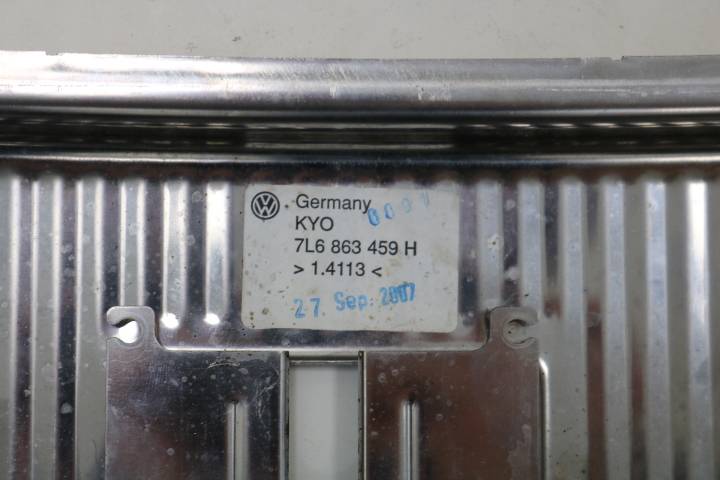 Germany
KYO
7L6 863 459 H
> 1.4113 <
27. Sep. 2007